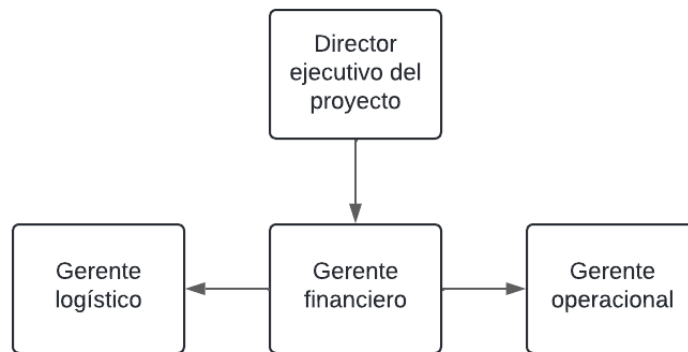 Director
ejecutivo del
proyecto
Gerente
logístico
Gerente
financiero
Gerente
operacional